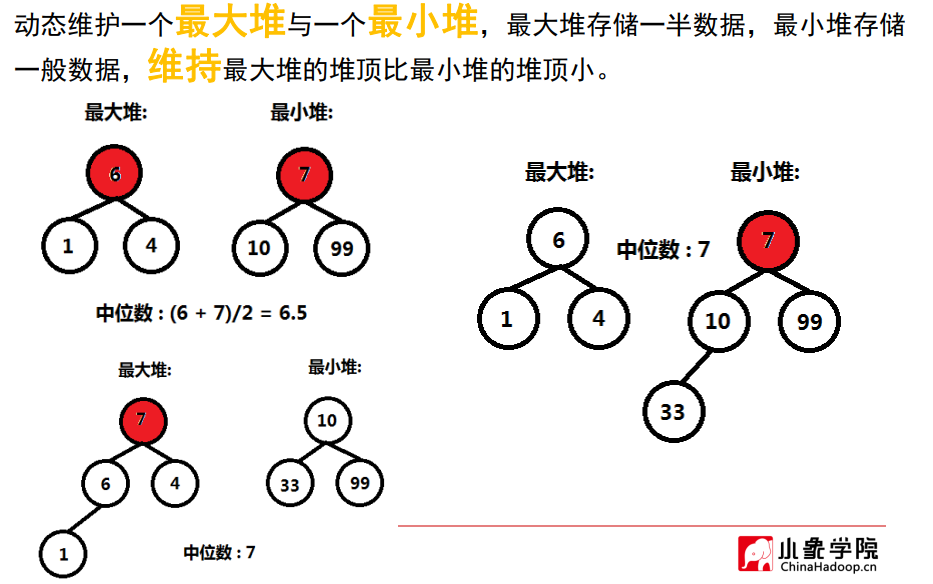 动态维护一个最大堆与一个最小堆，最大堆存储一半数据，最小堆存储
一般数据，维持最大堆的堆顶比最小堆的堆顶小。
最大堆:
最小堆:
6
7
1
4
10
99
中位数 : (6 + 7)/2 = 6.5
最大堆:
最小堆:
6
中位数 : 7
7
1
4
10
99
33
最大堆:
最小堆:
7
10
6
4
33
99
1
中位数 : 7
小象学院
ChinaHadoop.cn